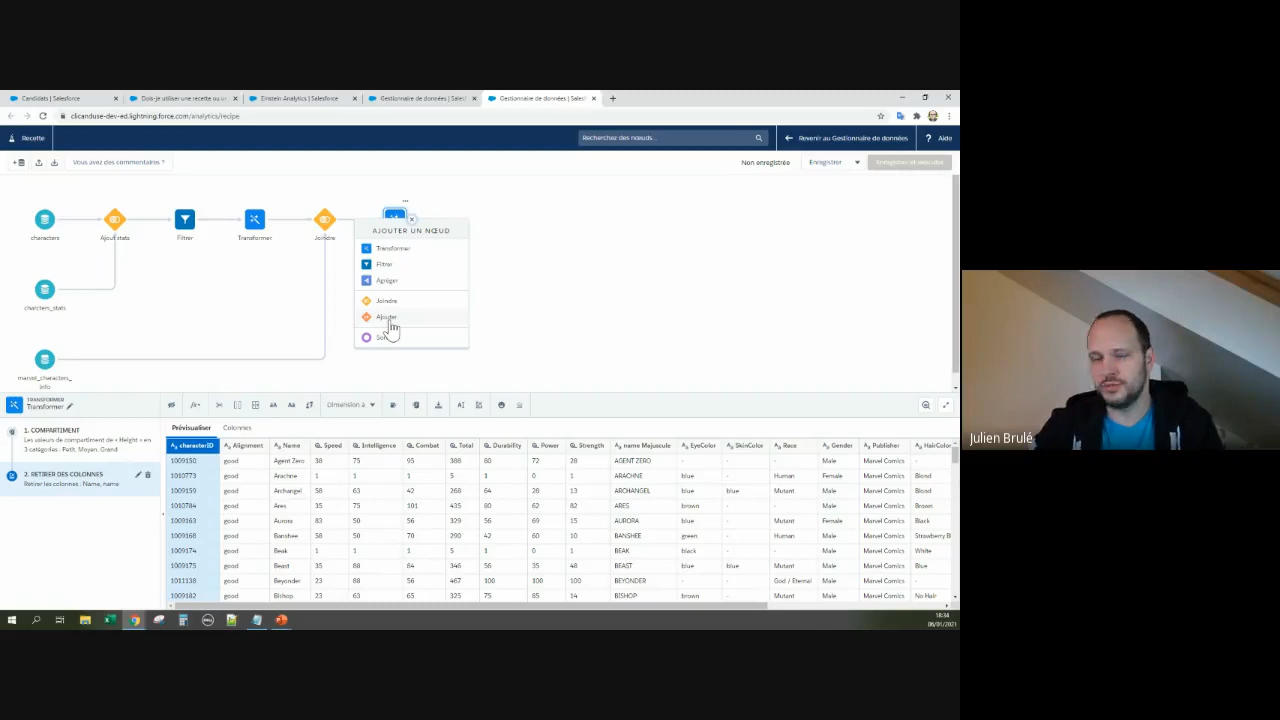 Candidats | Salesforce
Dois-je utiliser une recette ou un
Einstein Analytics | Salesforce
Gestionnaire de données | Salesf
Gestionnaire de données | Salesf
clicanduse-dev-ed.lightning.force.com/analytics/recipe
Recette
Recherchez des nœuds...
Revenir au Gestionnaire de données
Aide
Vous avez des commentaires ?
Non enregistrée
Enregistrer
Enregistrer et exécuter
characters
Ajout stats
Filtrer
Transformer
Joindre
charcters_stats
marvel_characters_
info
AJOUTER UN NŒUD
Transformer
Filtrer
Agréger
Joindre
Ajouter
TRANSFORMER
Transformer
Dimension à
1. COMPARTIMENT
Les valeurs de compartiment de « Height » en
3 catégories : Petit, Moyen, Grand
2. RETIRER DES COLONNES
Retirer les colonnes : Name, name
Prévisualiser Colonnes
characterID Alignment Name Speed Intelligence Combat Total Durability Power Strength name Majuscule EyeColor SkinColor Race Gender Publisher HairColor
1009150 good Agent Zero 38 75 95 388 80 72 28 AGENT ZERO - Male Marvel Comics -
1010773 good Arachne 1 1 1 5 1 0 1 ARACHNE blue - Human Female Marvel Comics Blond
1009159 good Archangel 58 63 42 268 64 28 13 ARCHANGEL blue blue Mutant Male Marvel Comics Blond
1010784 good Ares 35 75 101 435 80 62 82 ARES brown - - Male Marvel Comics Brown
1009163 good Aurora 83 50 56 329 56 69 15 AURORA blue - Mutant Female Marvel Comics Black
1009168 good Banshee 58 50 70 290 42 60 10 BANSHEE green - Human Male Marvel Comics Strawberry B
1009174 good Beak 1 1 1 5 1 0 1 BEAK black - - Male Marvel Comics White
1009175 good Beast 35 88 84 346 56 35 48 BEAST blue blue Mutant Male Marvel Comics Blue
1011138 good Beyonder 23 88 56 467 100 100 100 BEYONDER - - God / Eternal Male Marvel Comics -
1009182 good Bishop 23 63 65 325 75 85 14 BISHOP brown - Mutant Male Marvel Comics No Hair
18:34
06/01/2021
Julien Brulé